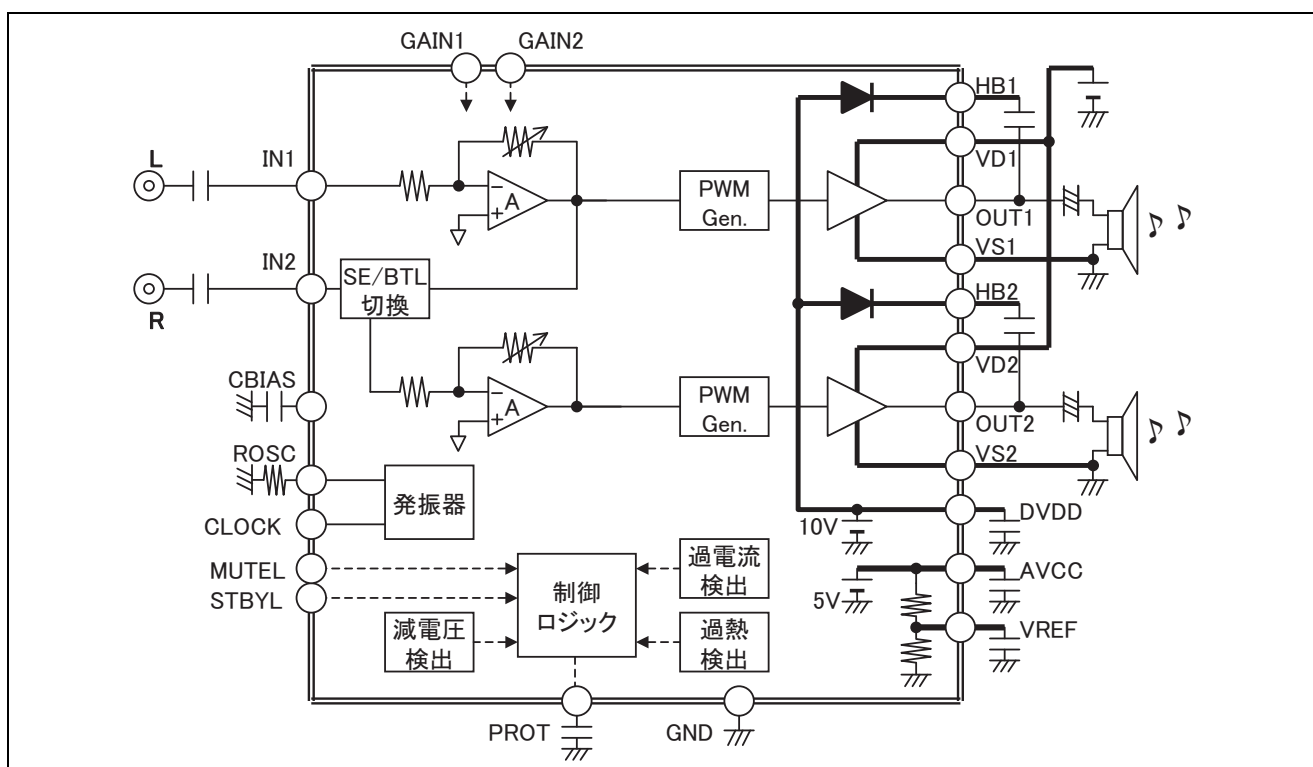 GAIN1
GAIN2
HB1
L
IN1
VD1
A
PWM
Gen.
OUT1
VS1
IN2
SE/BTL
切換
R
HB2
VD2
CBIAS
A
PWM
Gen.
OUT2
VS2
ROSC
発振器
CLOCK
10V
DVDD
MUTEL
STBYL
制御
ロジック
過電流
検出
5V
AVCC
減電圧
検出
過熱
検出
VREF
PROT
GND